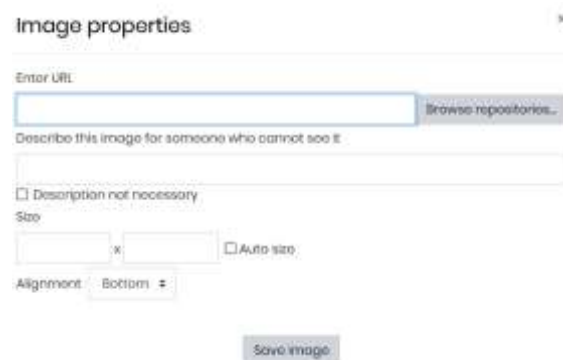 Image properties
x
Enter URL
Browse repositories...
Describe this image for someone who cannot see it
Description not necessary
Size
x Auto size
Alignment Bottom
Save image